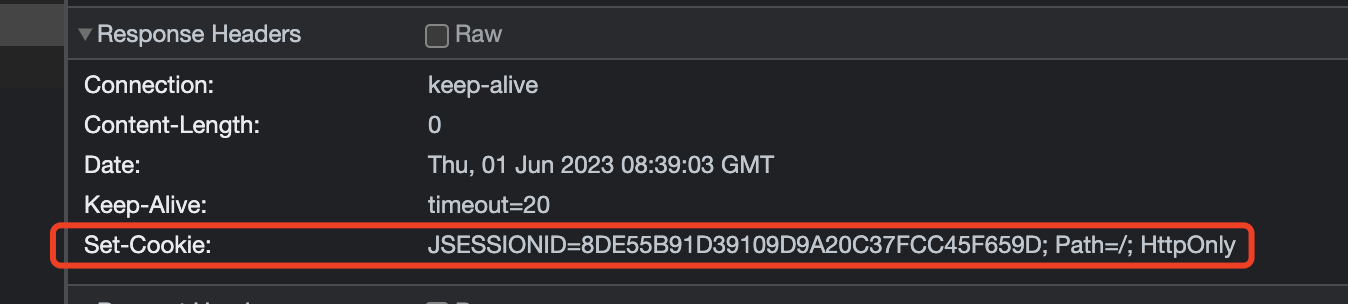 Response Headers Raw
Connection: keep-alive
Content-Length: 0
Date: Thu, 01 Jun 2023 08:39:03 GMT
Keep-Alive: timeout=20
Set-Cookie: JSESSIONID=8DE55B91D39109D9A20C37FCC45F659D; Path=/; HttpOnly